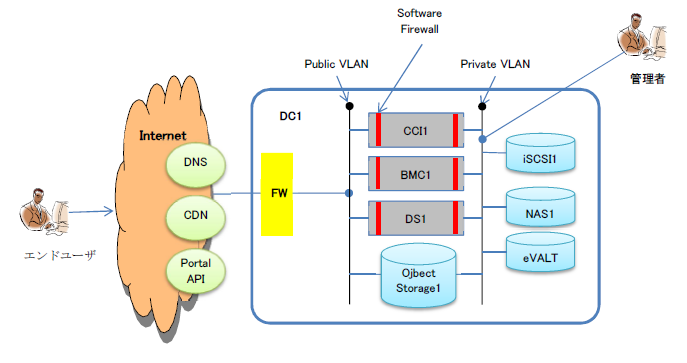 Software
Firewall
Public VLAN
Private VLAN
管理者
DC1
Internet
DNS
CCI1
iSCSI1
BMC1
FW
CDN
DS1
NAS1
エンドユーザ
Portal
API
Ojbect
Storage1
eVALT